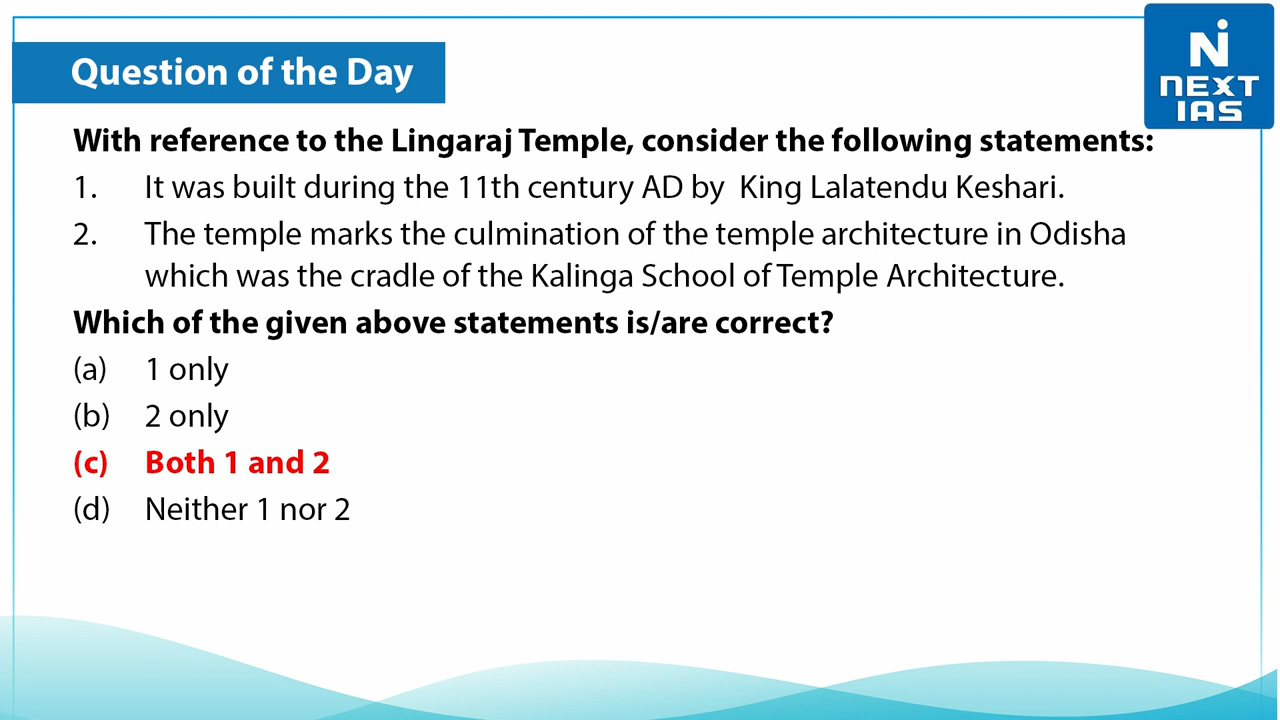 Question of the Day
N
NEXT
IAS
With reference to the Lingaraj Temple, consider the following statements:
1. It was built during the 11th century AD by King Lalatendu Keshari.
2. The temple marks the culmination of the temple architecture in Odisha
which was the cradle of the Kalinga School of Temple Architecture.
Which of the given above statements is/are correct?
(a) 1 only
(b) 2 only
(c) Both 1 and 2
(d) Neither 1 nor 2